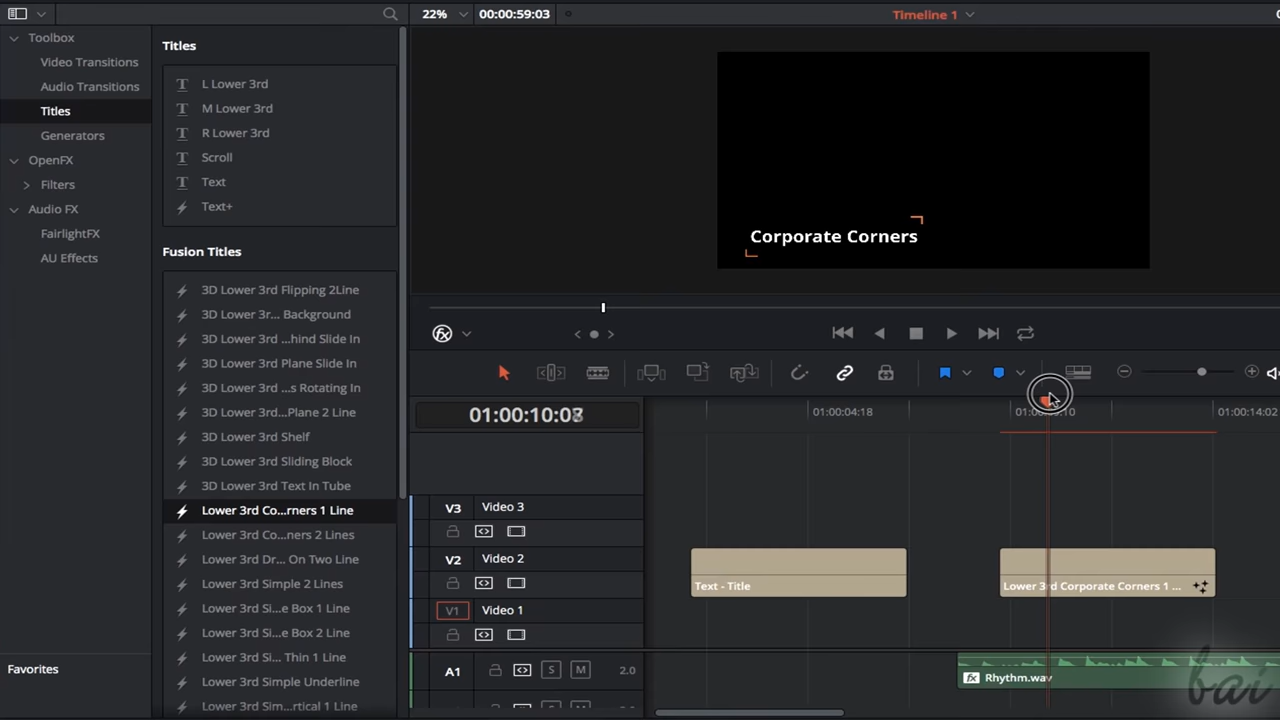 22%
00:00:59:03
Timeline 1
Toolbox
Video Transitions
Audio Transitions
Titles
Generators
OpenFX
Filters
Audio FX
FairlightFX
AU Effects
Favorites
Titles
L Lower 3rd
M Lower 3rd
R Lower 3rd
Scroll
Text
Text+
Fusion Titles
3D Lower 3rd Flipping 2Line
3D Lower 3r... Background
3D Lower 3rd ...hind Slide In
3D Lower 3rd Plane Slide In
3D Lower 3rd ...s Rotating In
3D Lower 3rd...Plane 2 Line
3D Lower 3rd Shelf
3D Lower 3rd Sliding Block
3D Lower 3rd Text In Tube
Lower 3rd Co...rners 1 Line
Lower 3rd Co...rners 2 Lines
Lower 3rd Dr... On Two Line
Lower 3rd Simple 2 Lines
Lower 3rd Si...e Box 1 Line
Lower 3rd Si...e Box 2 Line
Lower 3rd Si... Thin 1 Line
Lower 3rd Simple Underline
Lower 3rd Sim...rtical 1 Line
Corporate Corners
01:00:04:18
01:00:14:02
V3 Video 3
V2 Video 2
V1 Video 1
A1 S M 2.0
Text - Title
Lower 3rd Corporate Corners 1 ...
fx Rhythm.wav
bai